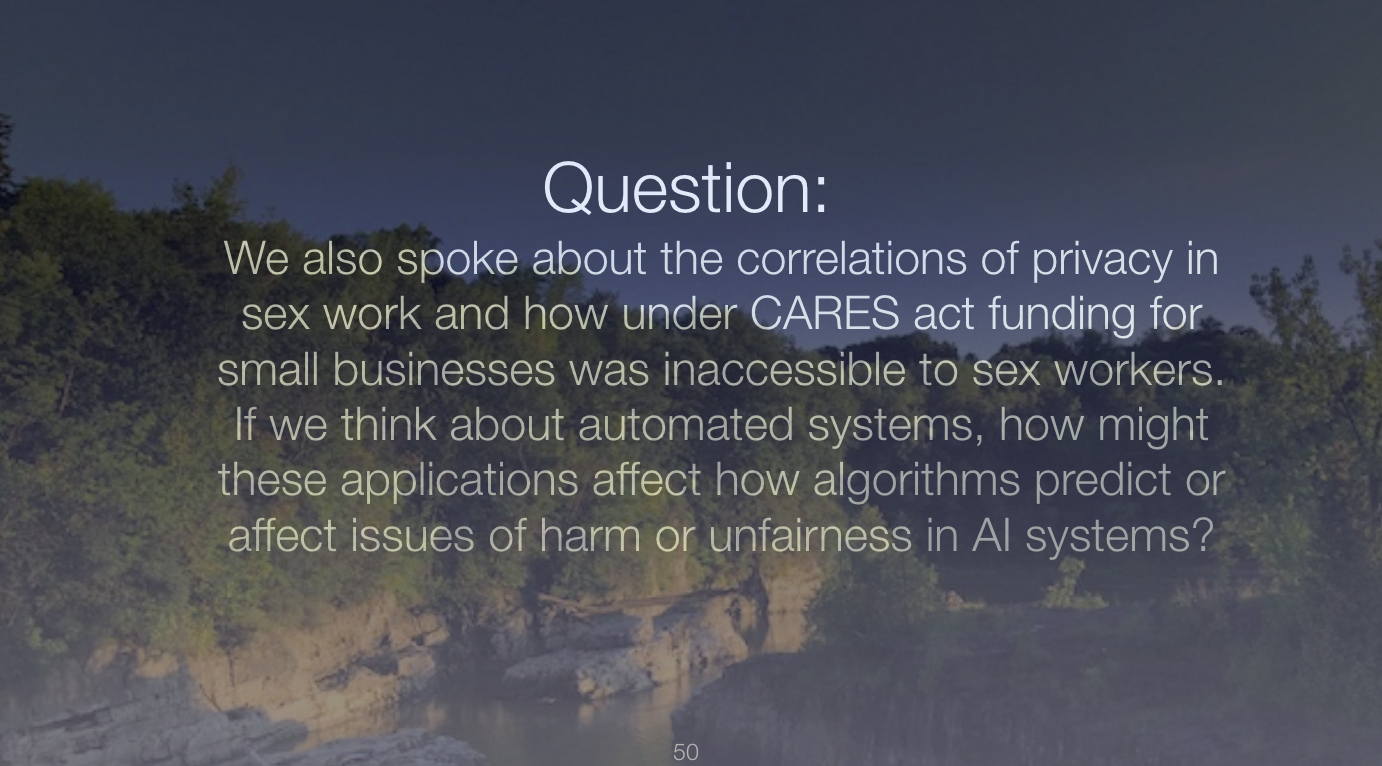 Question:
We also spoke about the correlations of privacy in
sex work and how under CARES act funding for
small businesses was inaccessible to sex workers.
If we think about automated systems, how might
these applications affect how algorithms predict or
affect issues of harm or unfairness in AI systems?
50